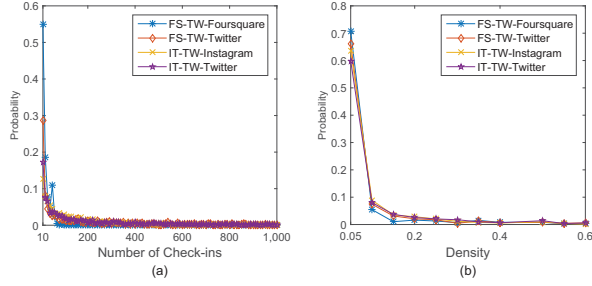 0.6
0.5
0.4
0.3
0.2
0.1
0
Probability
FS-TW-Foursquare
FS-TW-Twitter
IT-TW-Instagram
IT-TW-Twitter
10 200 400 600 800 1,000
Number of Check-ins
(a)
0.8
0.7
0.6
0.5
0.4
0.3
0.2
0.1
0
Probability
FS-TW-Foursquare
FS-TW-Twitter
IT-TW-Instagram
IT-TW-Twitter
0.05 0.2 0.4 0.6
Density
(b)